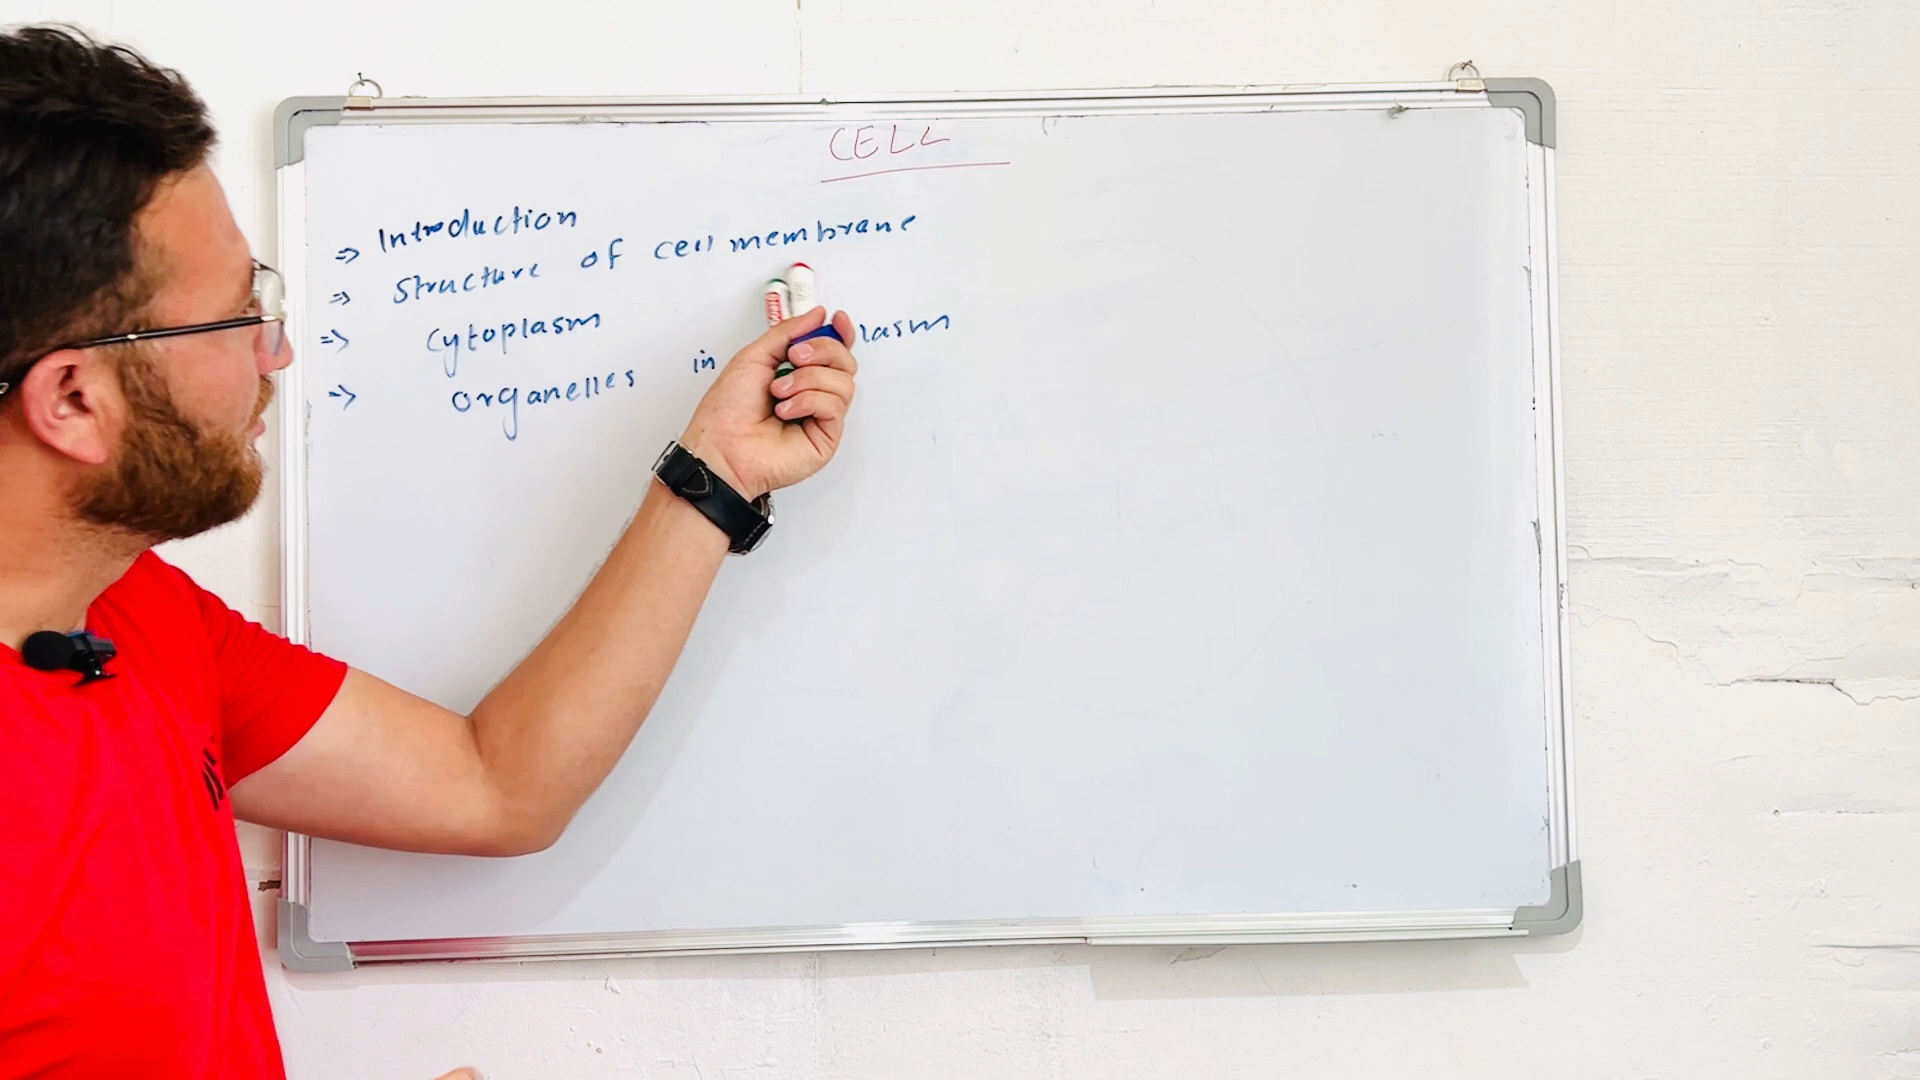 CELL
⇒ Introduction
⇒ Structure of cell membrane
⇒ Cytoplasm
⇒ Organelles in lasm